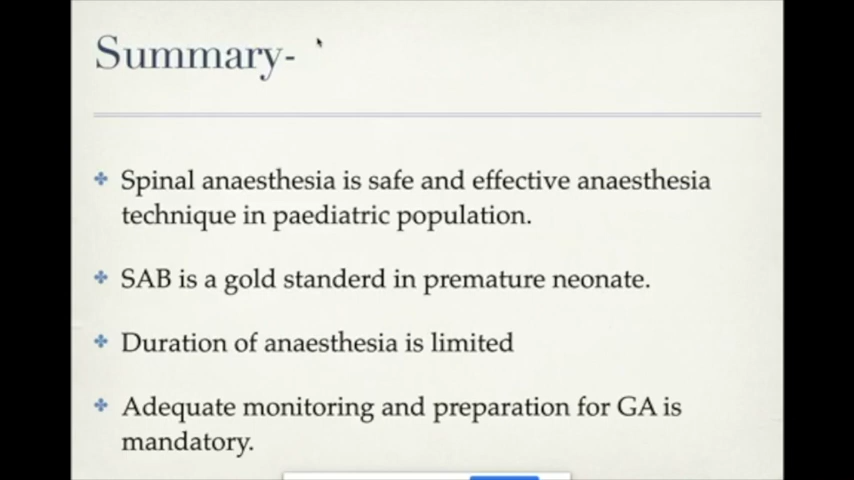 Summary-
Spinal anaesthesia is safe and effective anaesthesia
technique in paediatric population.
SAB is a gold standerd in premature neonate.
Duration of anaesthesia is limited
Adequate monitoring and preparation for GA is
mandatory.